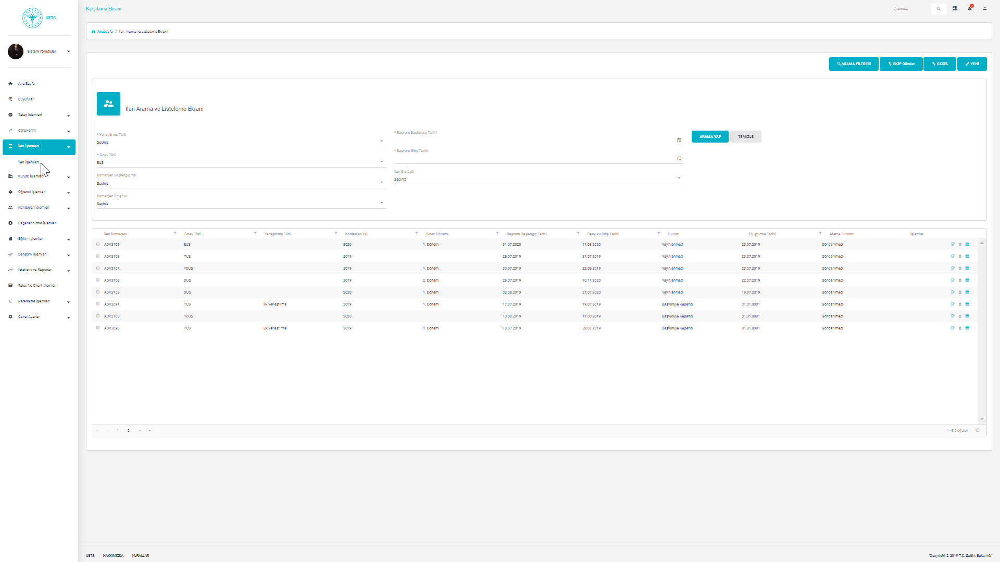 UETS
Sistem Yöneticisi
Ana Sayfa
Duyurular
Talep İşlemleri
Görevlerim
İlan İşlemleri
İlan İşlemleri
Kurum İşlemleri
Öğrenci İşlemleri
Kontenjan İşlemleri
Değerlendirme İşlemleri
Eğitim İşlemleri
Denetim İşlemleri
İstatistik ve Raporlar
Talep Ve Öneri İşlemleri
Parametre İşlemleri
Genel Ayarlar
Karşılama Ekranı
Arama...
1
Anasayfa / İlan Arama ve Listeleme Ekranı
ARAMA FİLTRESİ EKİP Gönder EXCEL YENİ
İlan Arama ve Listeleme Ekranı
* Yerleştirme Türü
Seçiniz
* Sınav Türü
EUS
Kontenjan Başlangıç Yılı
Seçiniz
Kontenjan Bitiş Yılı
Seçiniz
* Başvuru Başlangıç Tarihi
* Başvuru Bitiş Tarihi
İlan Statüsü
Seçiniz
ARAMA YAP TEMİZLE
İlan Numarası Sınav Türü Yerleştirme Türü Kontenjan Yılı Sınav Dönemi Başvuru Başlangıç Tarihi Başvuru Bitiş Tarihi Durum Oluşturma Tarihi Atama Durumu İşlemler
ADV3109 EUS 2020 1. Dönem 31.07.2020 11.08.2020 Yayınlanmadı 23.07.2019 Gönderilmedi
ADV3108 TUS 2019 25.07.2019 31.07.2019 Yayınlanmadı 23.07.2019 Gönderilmedi
ADV3107 YDUS 2019 1. Dönem 30.07.2019 22.08.2019 Yayınlanmadı 23.07.2019 Gönderilmedi
ADV3106 DUS 2019 2. Dönem 25.07.2019 10.11.2020 Yayınlanmadı 22.07.2019 Gönderilmedi
ADV3103 DUS 2020 1. Dönem 03.08.2019 27.07.2020 Yayınlanmadı 19.07.2019 Gönderilmedi
ADV3091 TUS İlk Yerleştirme 2019 1. Dönem 17.07.2019 19.07.2019 Başvuruya Kapandı 01.01.0001 Gönderilmedi
ADV3105 YDUS 2020 10.08.2019 11.08.2019 Başvuruya Kapandı 01.01.0001 Gönderilmedi
ADV3096 TUS Ek Yerleştirme 2019 1. Dönem 18.07.2019 28.07.2019 Başvuruya Kapandı 01.01.0001 Gönderilmedi
1 2
1 - 8 9 öğeleri
UETS HAKKIMIZDA KURALLAR
'Copyright © 2019 T.C. Sağlık Bakanlığı'